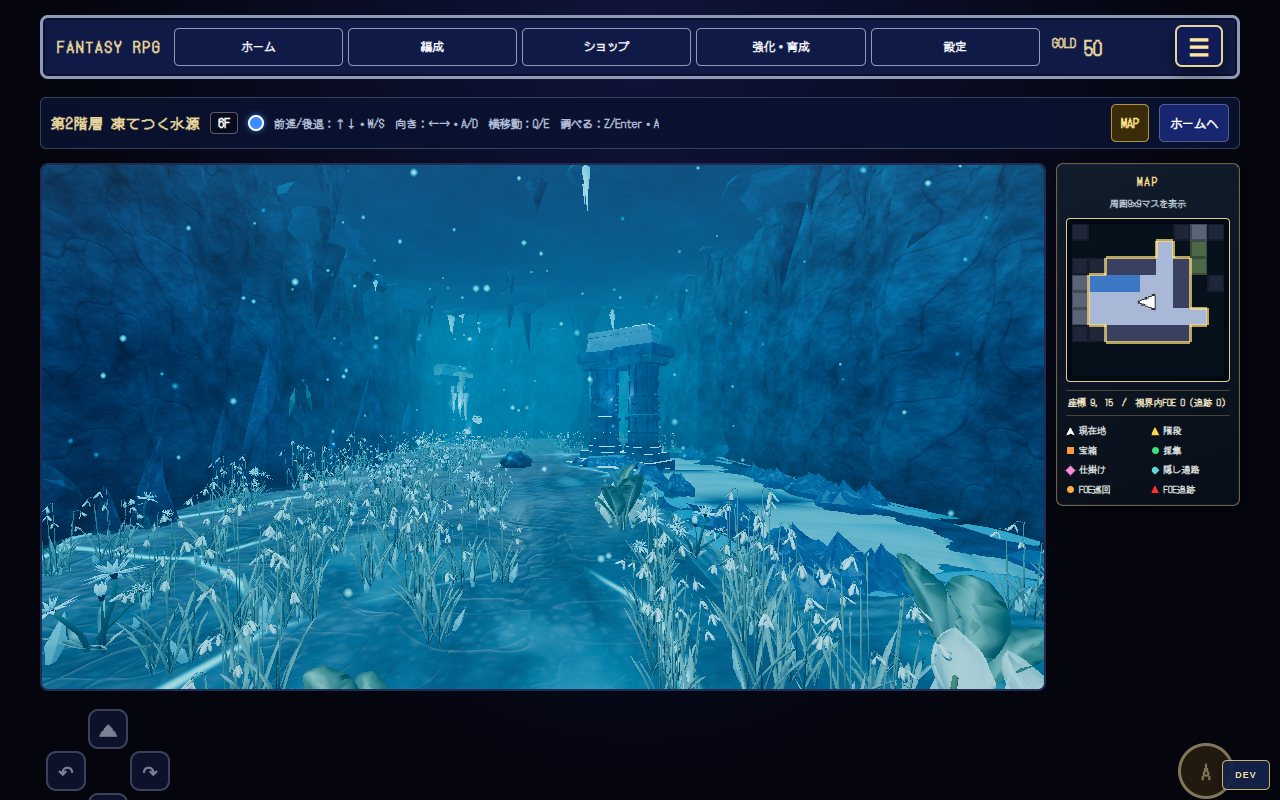 FANTASY RPG ホーム 編成 ショップ 強化・育成 設定 GOLD 50
第2階層 凍てつく水源 6F 前進/後退：↑↓・W/S 向き：←→・A/D 横移動：Q/E 調べる：Z/Enter・A MAP ホームへ
MAP
周囲9x9マスを表示
座標 9, 15 / 視界内FOE 0 (追跡 0)
現在地 階段
宝箱 採集
仕掛け 隠し通路
FOE巡回 FOE追跡
A DEV